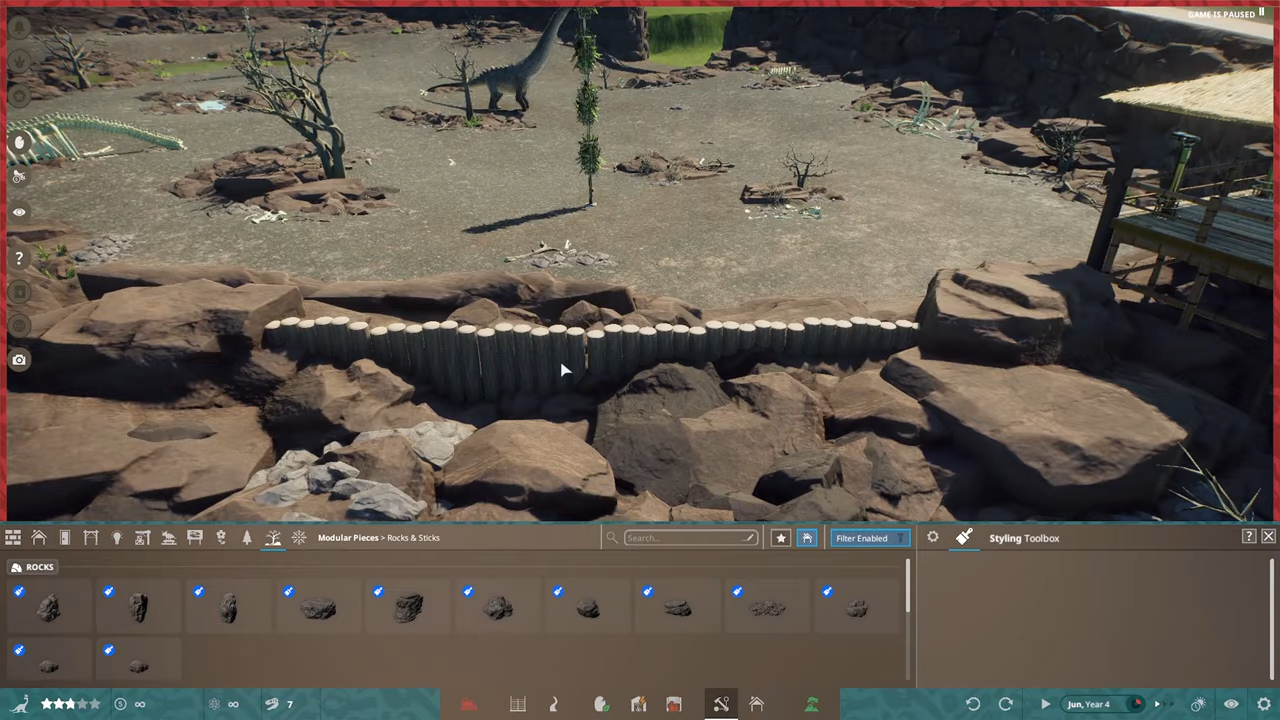 GAME IS PAUSED
?
Modular Pieces > Rocks & Sticks
Search...
Filter Enabled
Styling Toolbox
?
ROCKS
$ ∞
∞
7
Jun, Year 4